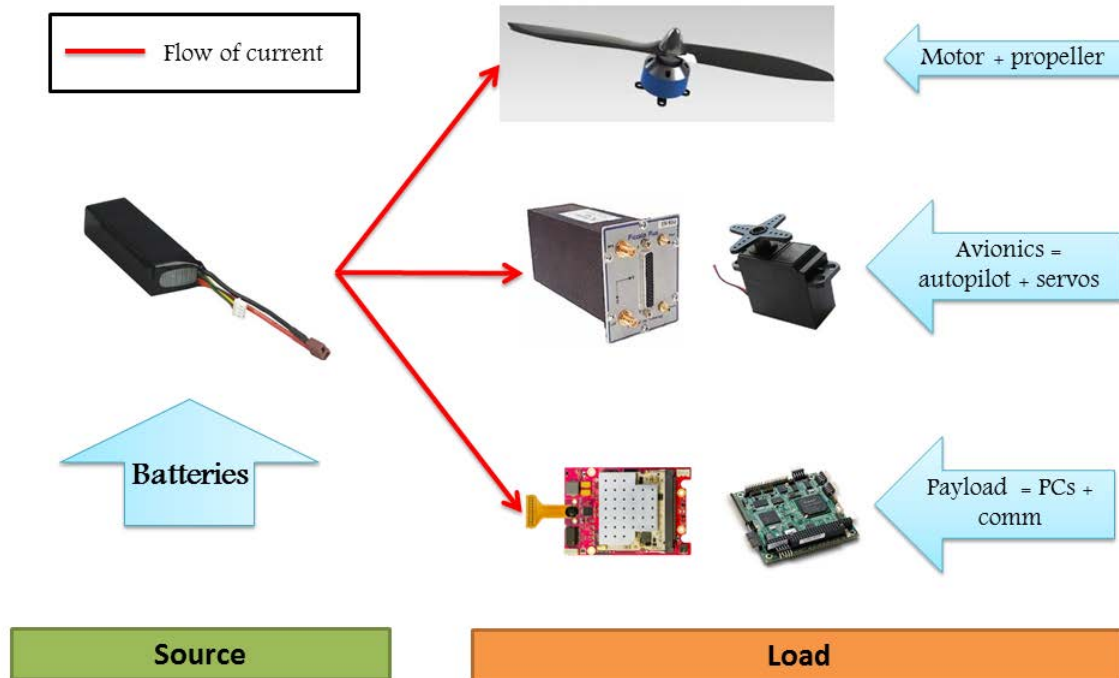 Flow of current
Motor + propeller
Avionics =
autopilot + servos
Batteries
Payload = PCs +
comm
Source
Load